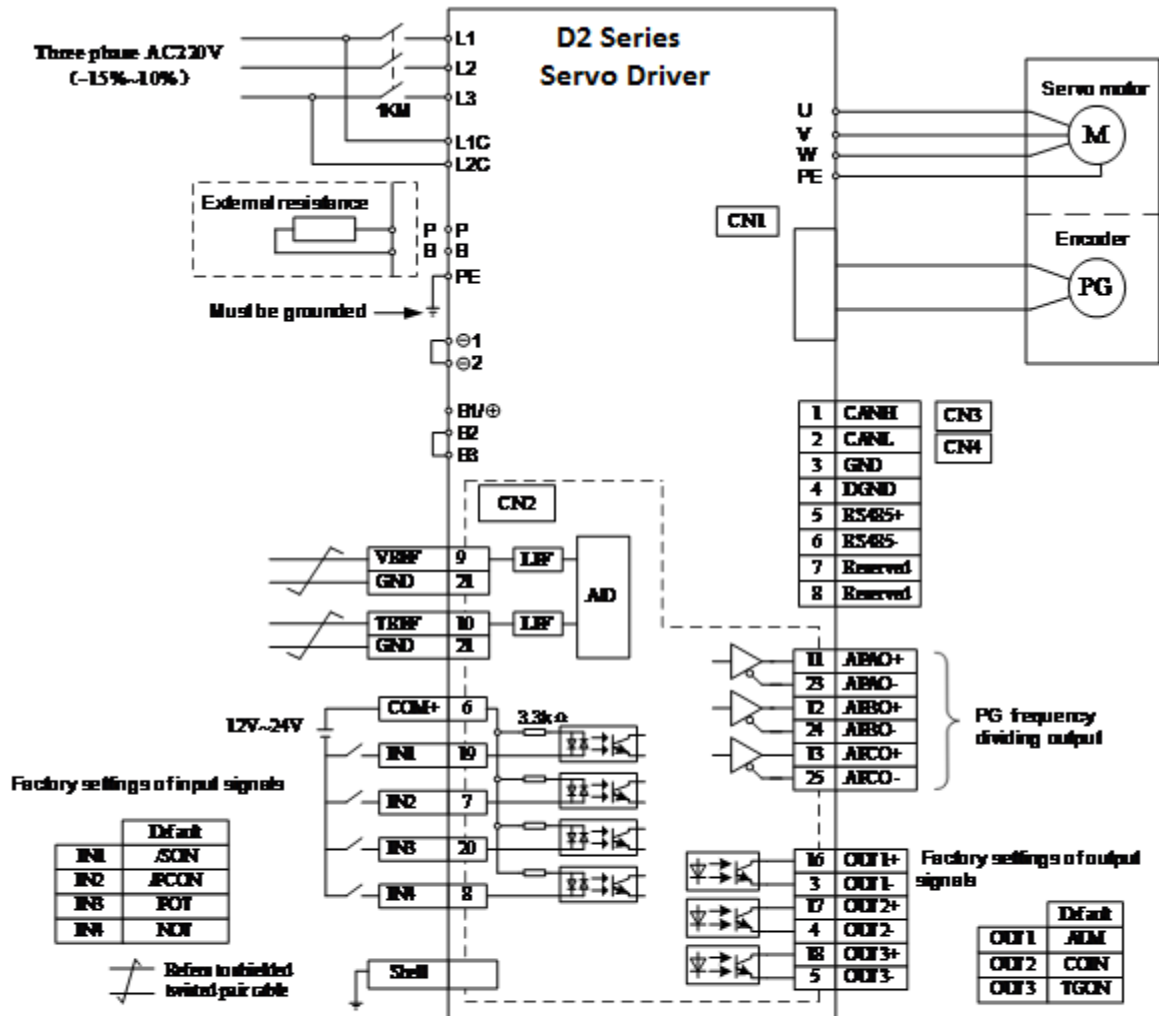 D2 Series
Servo Driver
Three phase AC220V
(-15%~10%)
1KM
L1
L2
L3
L1C
L2C
External resistance
P P
B B
PE
Must be grounded
⊖1
⊖2
B1/⊕
B2
B3
U
V
W
PE
Servo motor
M
CN1
Encoder
PG
1 CANH
2 CANL
3 GND
4 DGND
5 RS485+
6 RS485-
7 Reserved
8 Reserved
CN3
CN4
CN2
VREF 9
GND 21
TREF 10
GND 21
LBF
LBF
A/D
COM+ 6
12V~24V
3.3kΩ
IN1 19
IN2 7
IN3 20
IN4 8
Shell
Factory settings of input signals
Default
IN1 /SON
IN2 /PCON
IN3 POT
IN4 NOT
Refers to shielded
twisted-pair cable
11 APAO+
23 APAO-
12 APBO+
24 APBO-
13 APCO+
25 APCO-
PG frequency
dividing output
16 OUT1+
3 OUT1-
17 OUT2+
4 OUT2-
18 OUT3+
5 OUT3-
Factory settings of output
signals
Default
OUT1 ALM
OUT2 COIN
OUT3 TGON